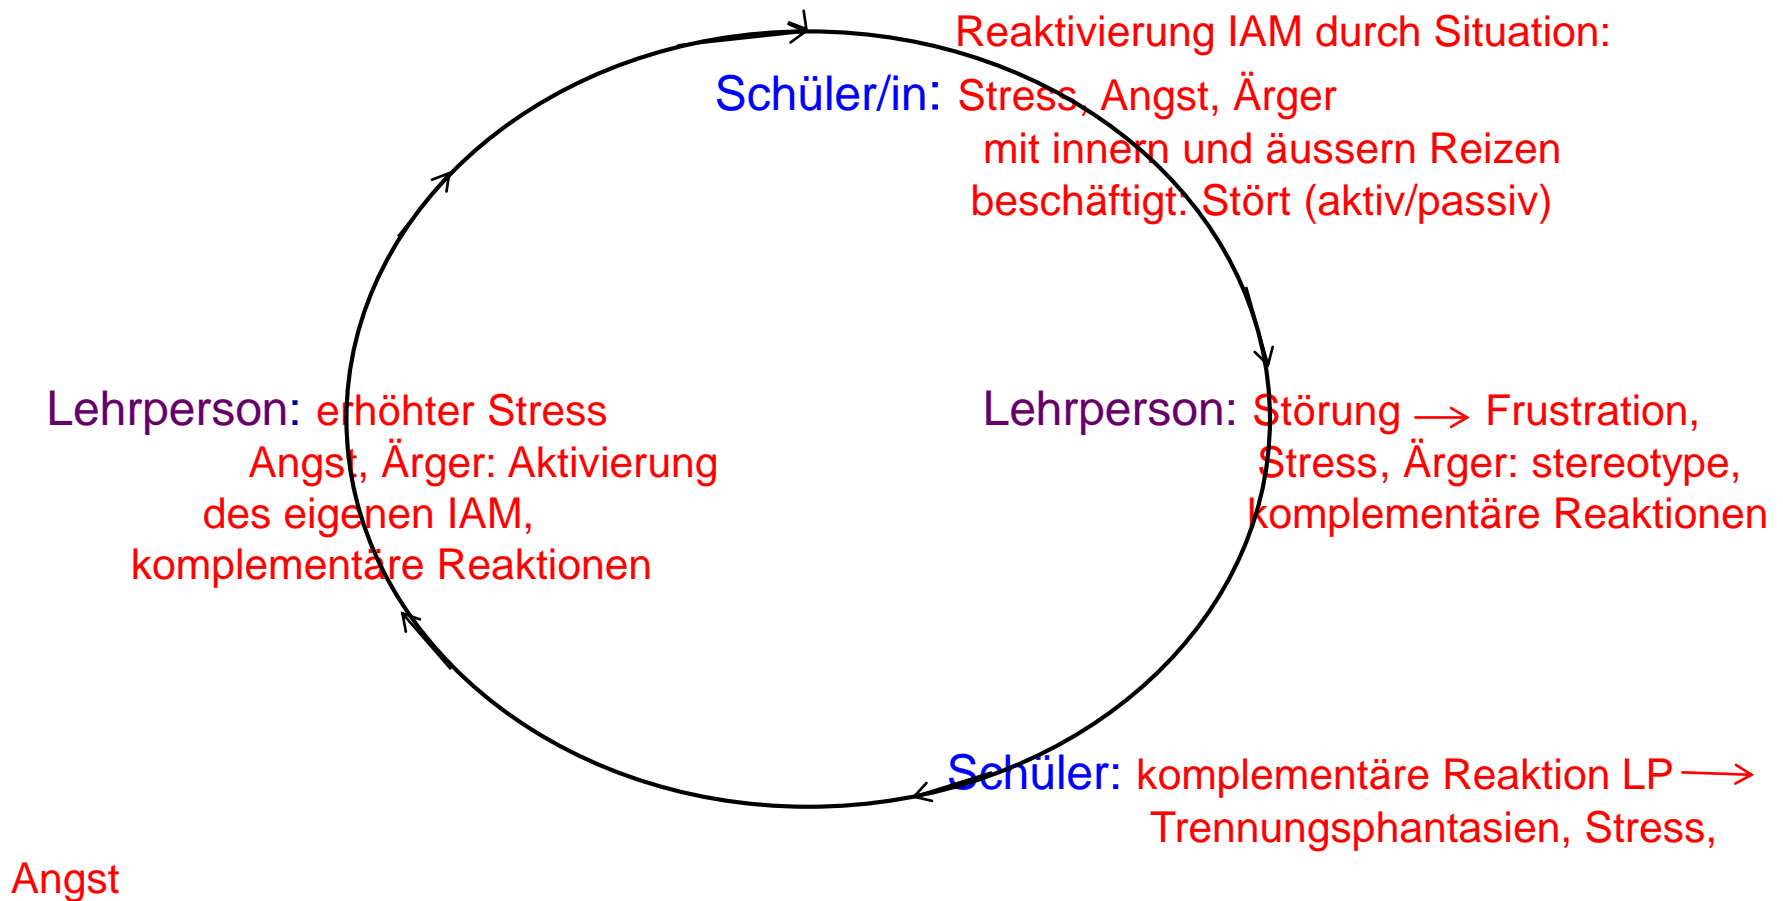 Reaktivierung IAM durch Situation:
Schüler/in: Stress, Angst, Ärger
mit innern und äussern Reizen
beschäftigt: Stört (aktiv/passiv)
Lehrperson: Störung → Frustration,
Stress, Ärger: stereotype,
komplementäre Reaktionen
Schüler: komplementäre Reaktion LP →
Trennungsphantasien, Stress,
Angst
Lehrperson: erhöhter Stress
Angst, Ärger: Aktivierung
des eigenen IAM,
komplementäre Reaktionen